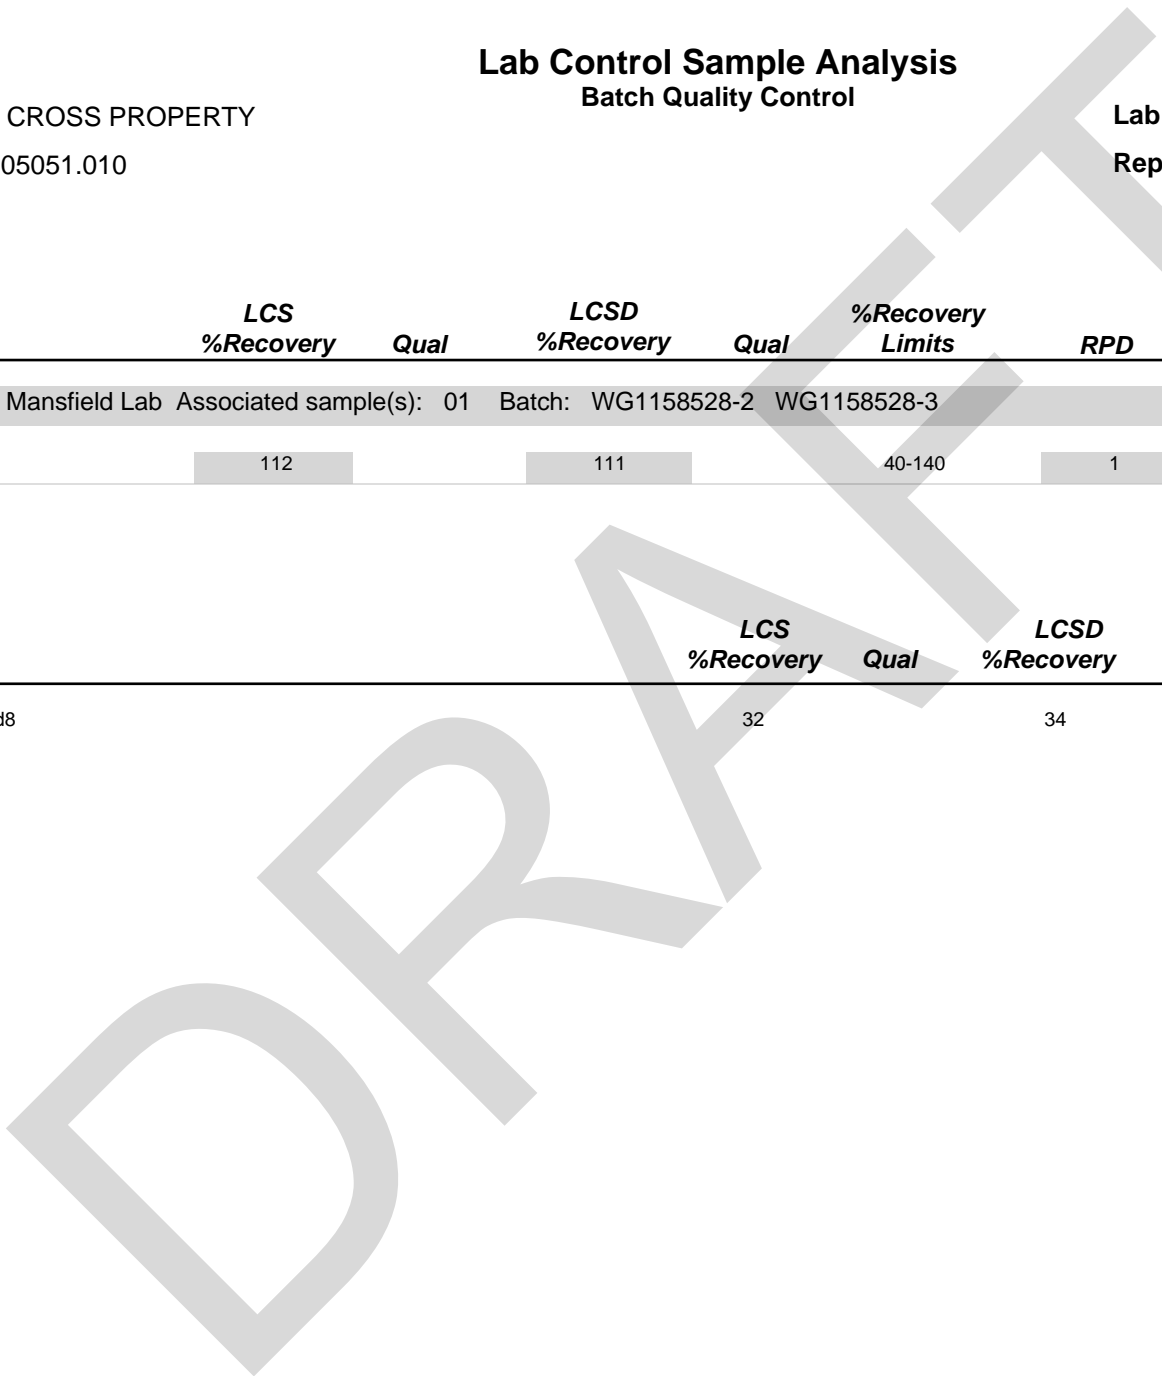 Lab Control Sample Analysis
Batch Quality Control
CROSS PROPERTY
Lab
05051.010
Rep
LCS %Recovery Qual LCSD %Recovery Qual %Recovery Limits RPD
Mansfield Lab Associated sample(s): 01 Batch: WG1158528-2 WG1158528-3
112 111 40-140 1
LCS %Recovery Qual LCSD %Recovery
d8 32 34
DRAFT